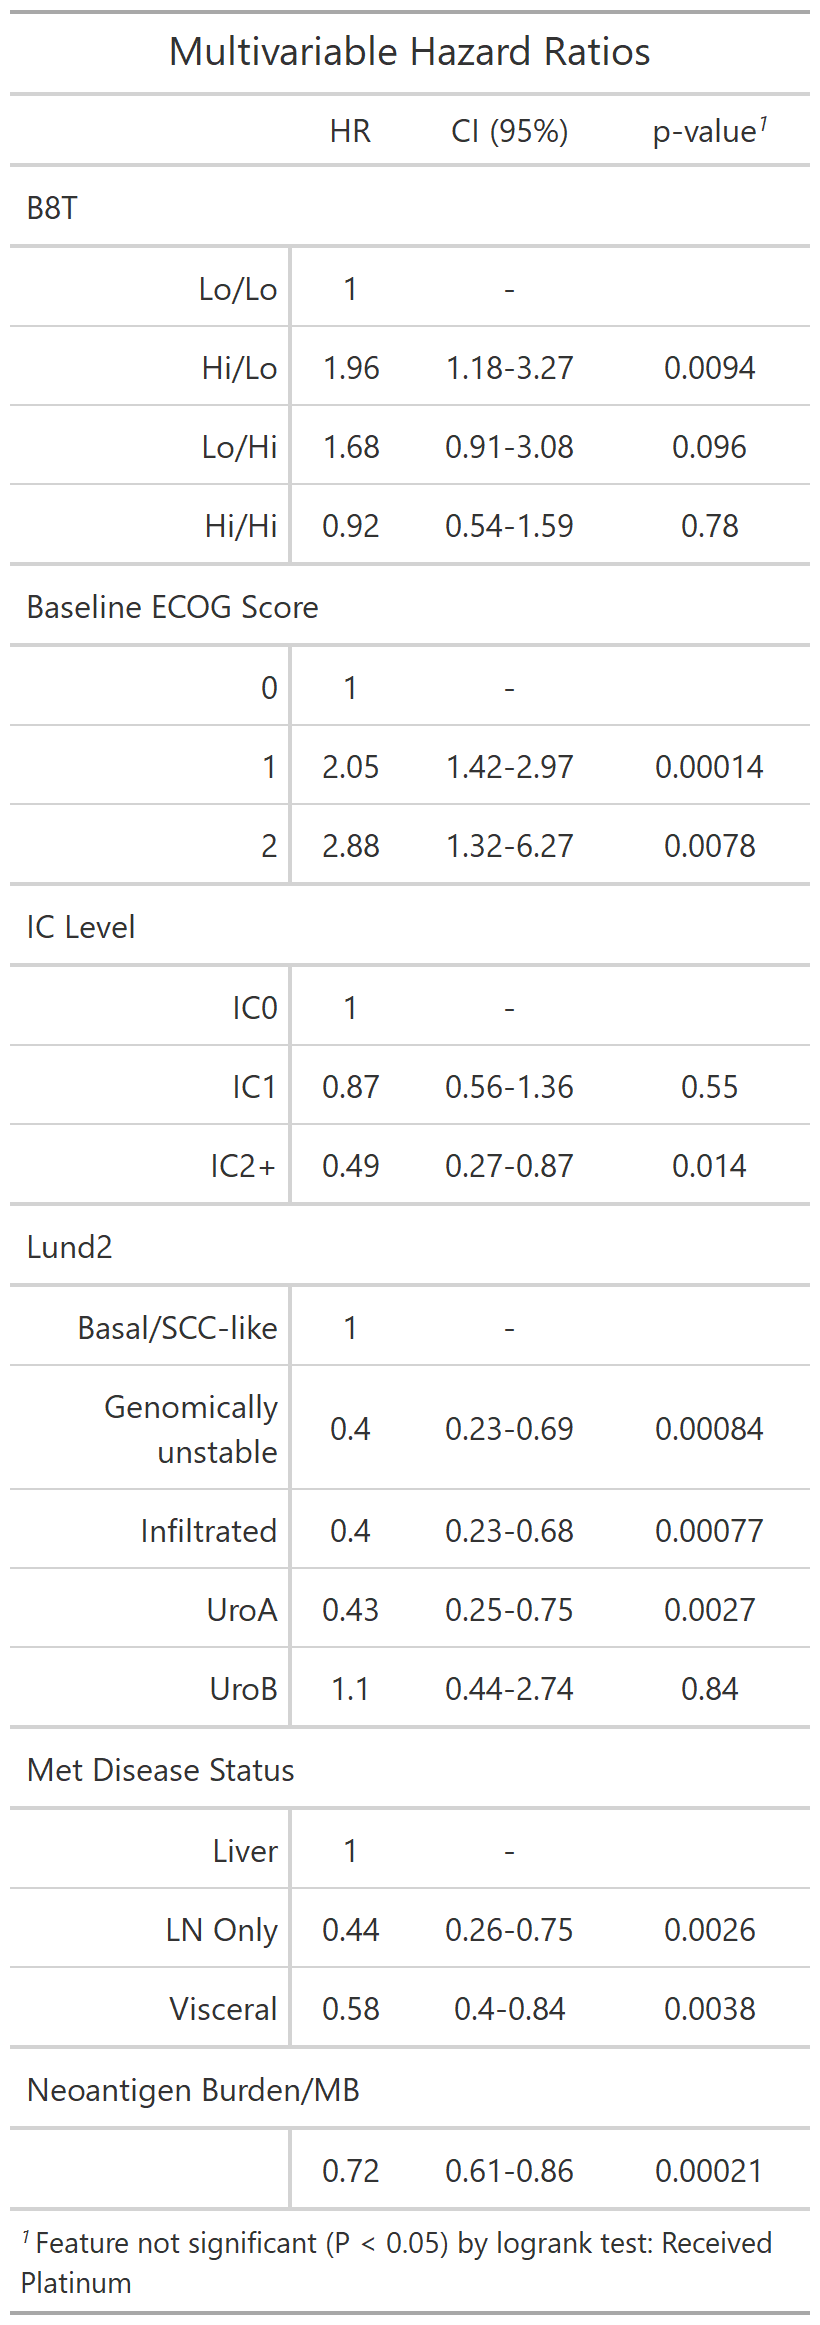 Multivariable Hazard Ratios
HR CI (95%) p-value1
B8T
Lo/Lo 1 -
Hi/Lo 1.96 1.18-3.27 0.0094
Lo/Hi 1.68 0.91-3.08 0.096
Hi/Hi 0.92 0.54-1.59 0.78
Baseline ECOG Score
0 1 -
1 2.05 1.42-2.97 0.00014
2 2.88 1.32-6.27 0.0078
IC Level
IC0 1 -
IC1 0.87 0.56-1.36 0.55
IC2+ 0.49 0.27-0.87 0.014
Lund2
Basal/SCC-like 1 -
Genomically
unstable 0.4 0.23-0.69 0.00084
Infiltrated 0.4 0.23-0.68 0.00077
UroA 0.43 0.25-0.75 0.0027
UroB 1.1 0.44-2.74 0.84
Met Disease Status
Liver 1 -
LN Only 0.44 0.26-0.75 0.0026
Visceral 0.58 0.4-0.84 0.0038
Neoantigen Burden/MB
0.72 0.61-0.86 0.00021
1 Feature not significant (P < 0.05) by logrank test: Received
Platinum